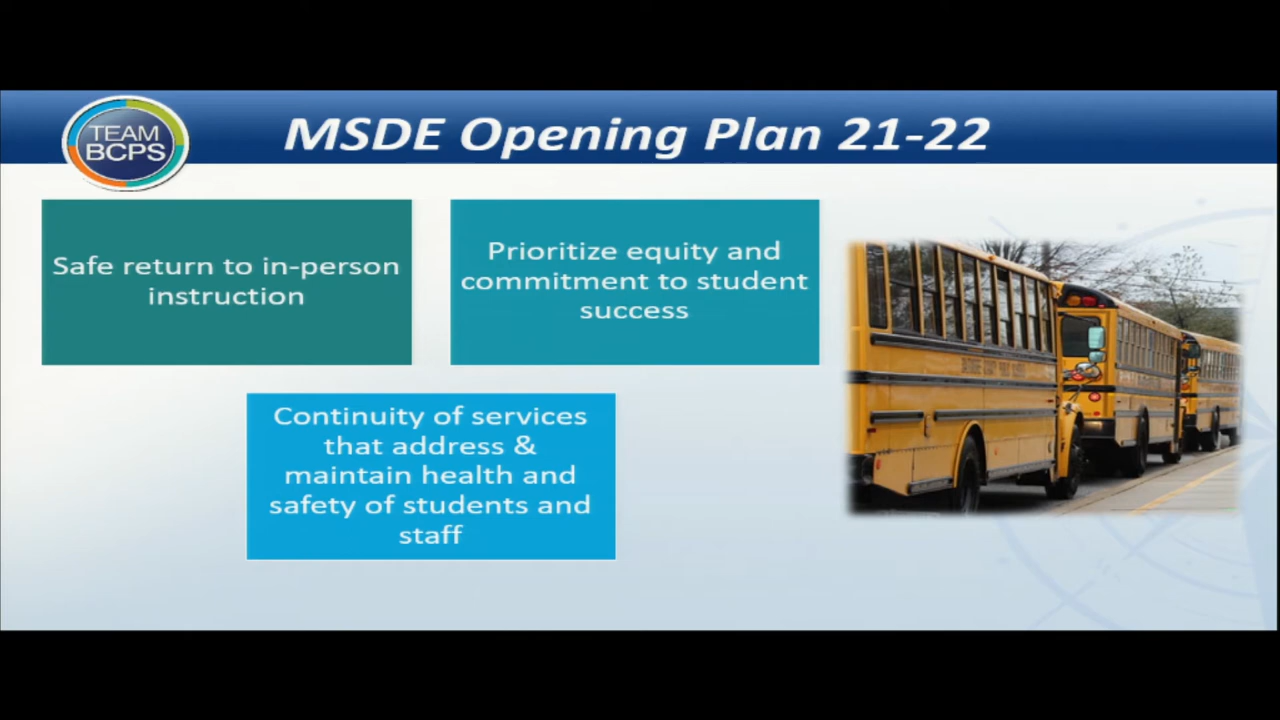 TEAM
BCPS
MSDE Opening Plan 21-22
Safe return to in-person
instruction
Prioritize equity and
commitment to student
success
Continuity of services
that address &
maintain health and
safety of students and
staff